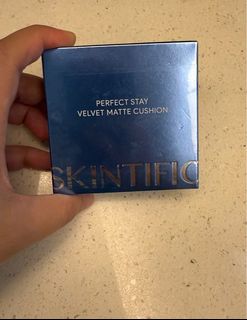 PERFECT STAY
VELVET MATTE CUSHION
SKINTIFIC